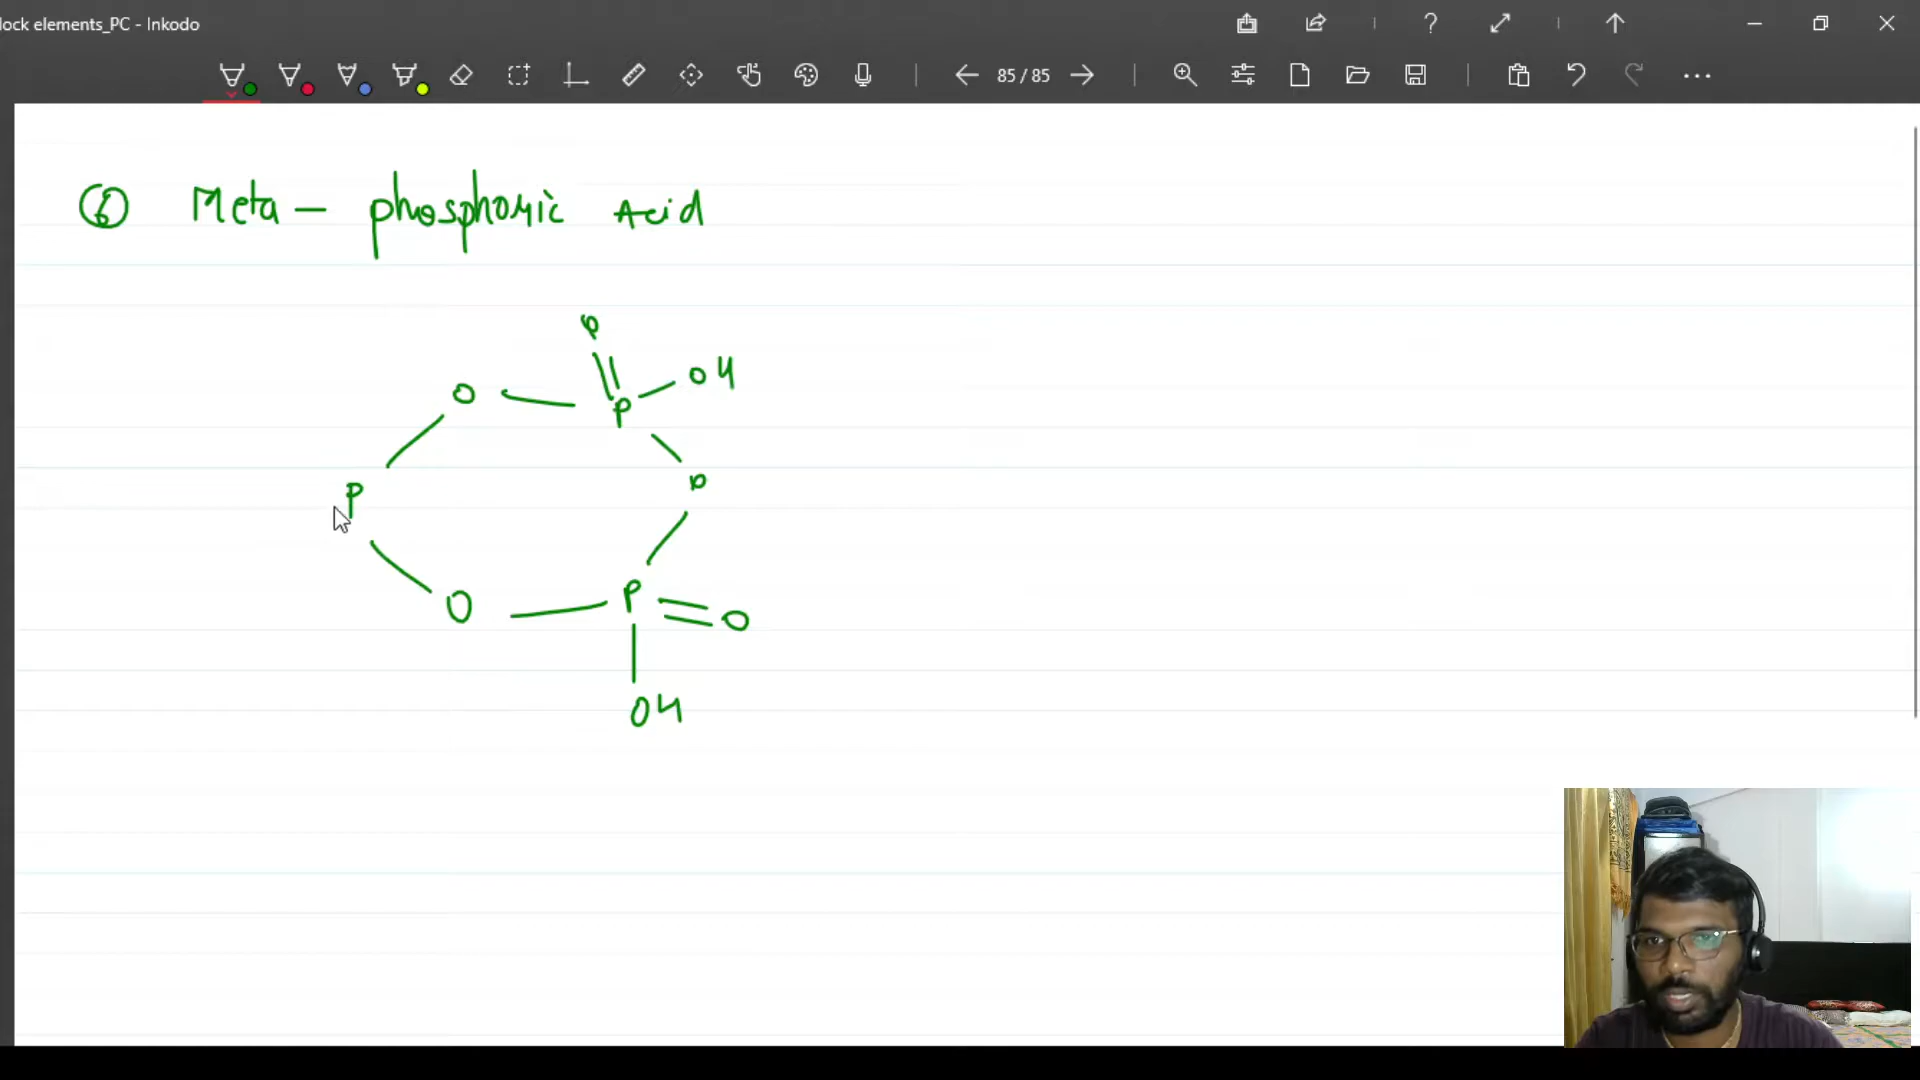 lock elements_PC - Inkodo
85 / 85
6 Meta - phosphoric Acid
O
O P OH
P O
O P O
OH